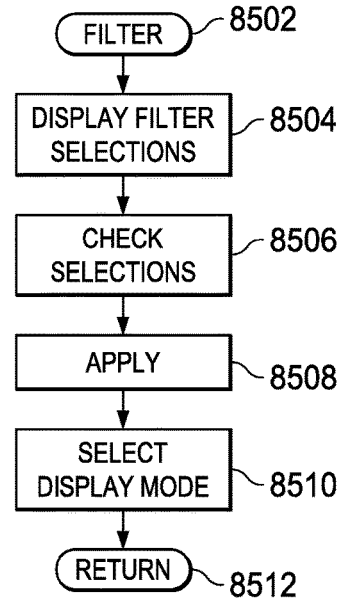 FILTER
8502
DISPLAY FILTER
SELECTIONS
8504
CHECK
SELECTIONS
8506
APPLY
8508
SELECT
DISPLAY MODE
8510
RETURN
8512